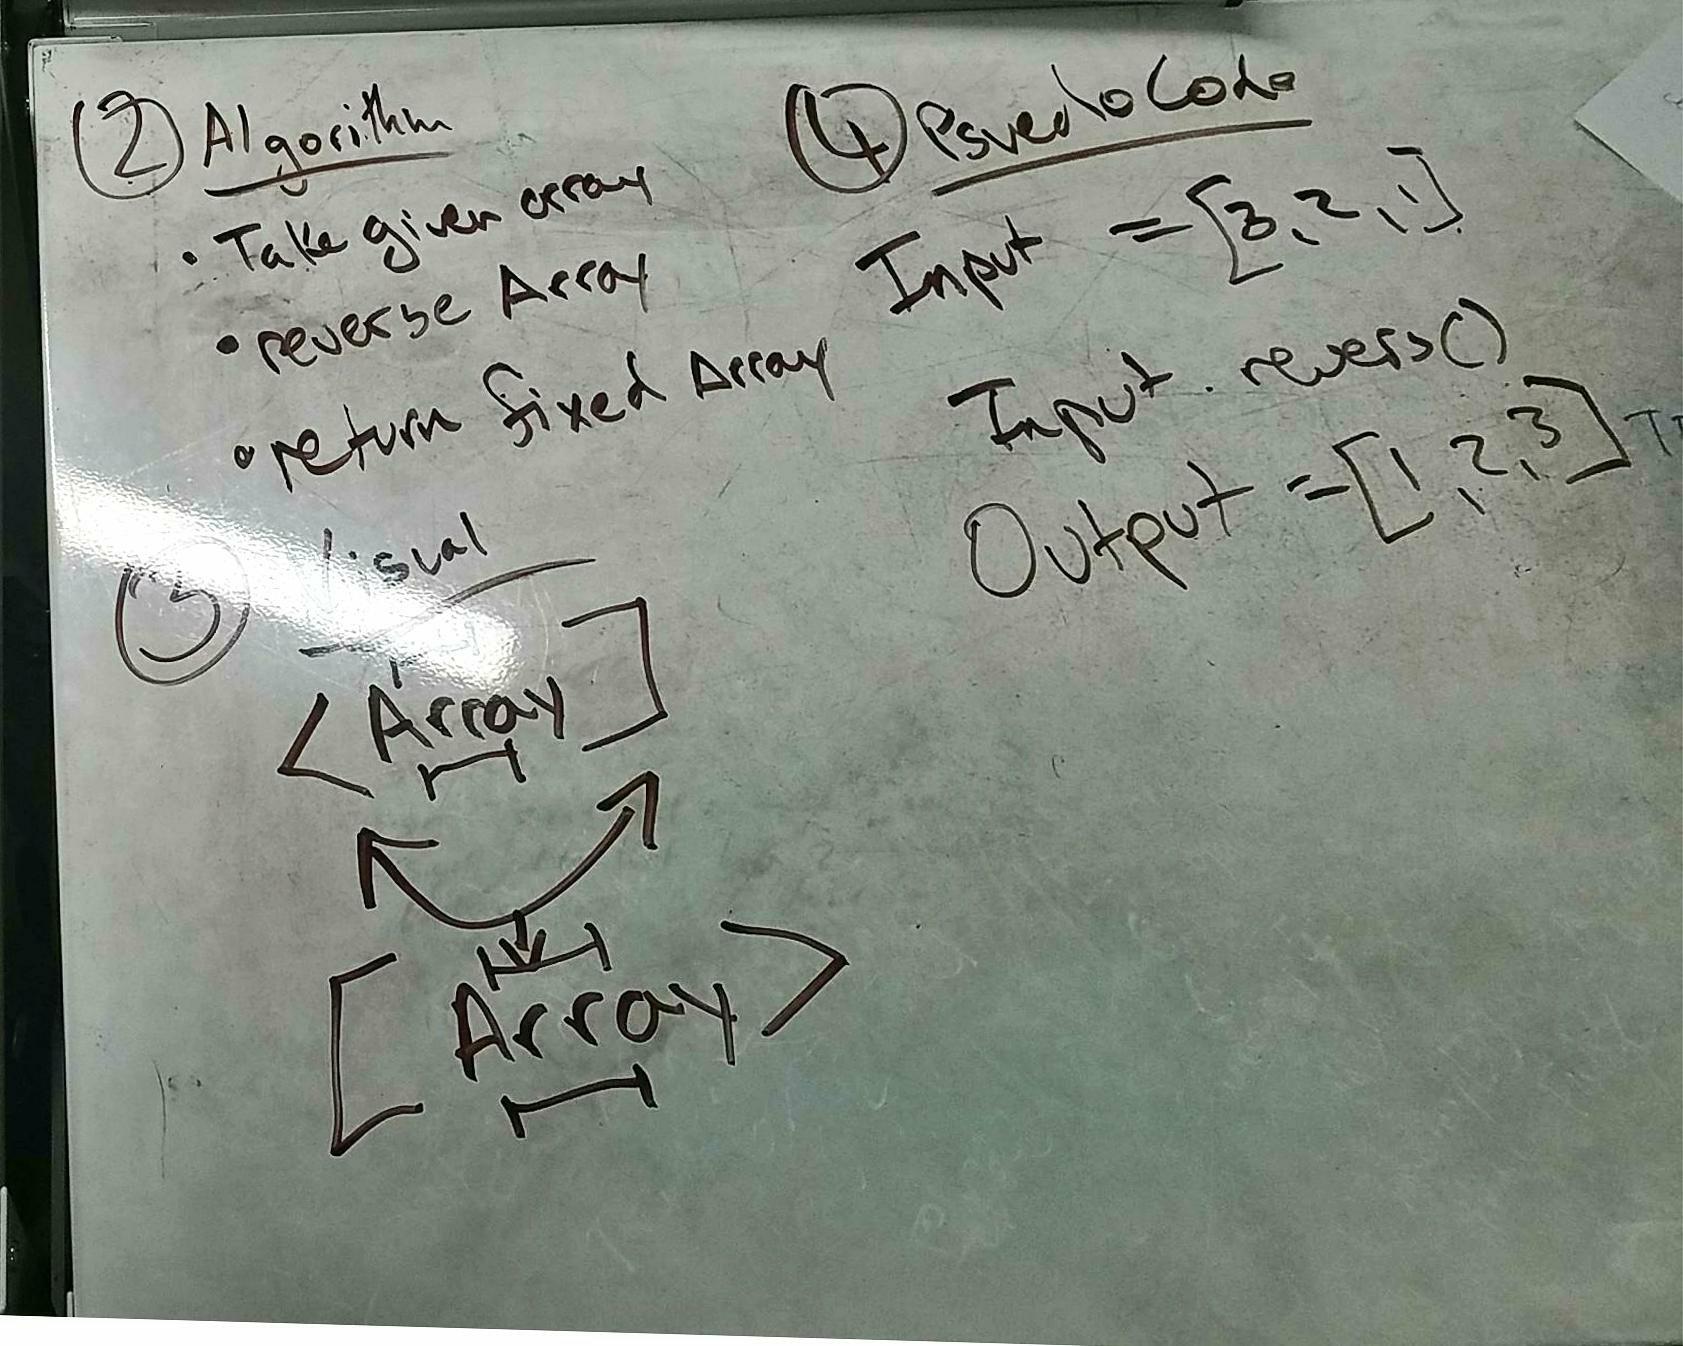 ② Algorithm
• Take given array
• reverse Array
• return fixed Array
③ Visual
< Array ]
[ Array >
④ Psuedo Code
Input = [3, 2, 1]
Input . revers()
Output = [1, 2, 3]